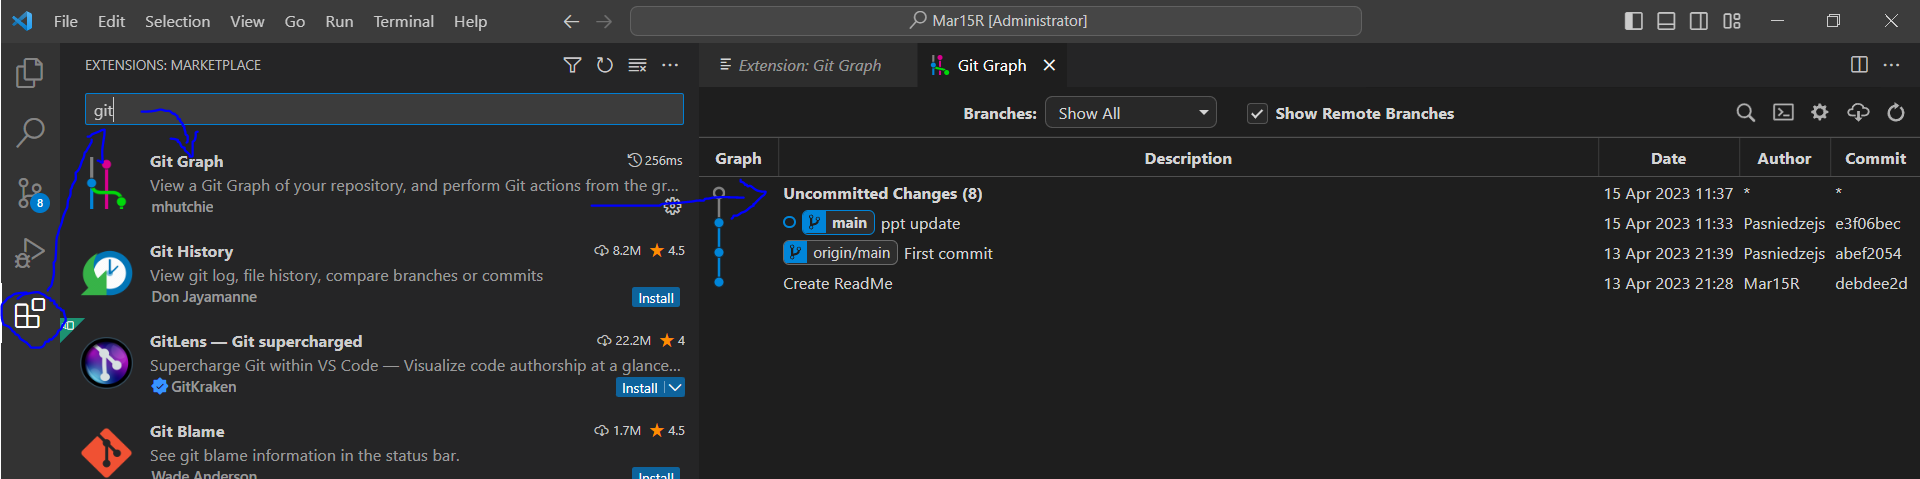 File Edit Selection View Go Run Terminal Help
Mar15R [Administrator]
EXTENSIONS: MARKETPLACE
git
Git Graph
256ms
View a Git Graph of your repository, and perform Git actions from the gr...
mhutchie
Git History
8.2M 4.5
View git log, file history, compare branches or commits
Don Jayamanne
Install
GitLens — Git supercharged
22.2M 4
Supercharge Git within VS Code — Visualize code authorship at a glance...
GitKraken
Install
Git Blame
1.7M 4.5
See git blame information in the status bar.
Wade Anderson
Install
8
Extension: Git Graph
Git Graph
Branches: Show All Show Remote Branches
Graph Description Date Author Commit
Uncommitted Changes (8) 15 Apr 2023 11:37 * *
main ppt update 15 Apr 2023 11:33 Pasniedzejs e3f06bec
origin/main First commit 13 Apr 2023 21:39 Pasniedzejs abef2054
Create ReadMe 13 Apr 2023 21:28 Mar15R debdee2d